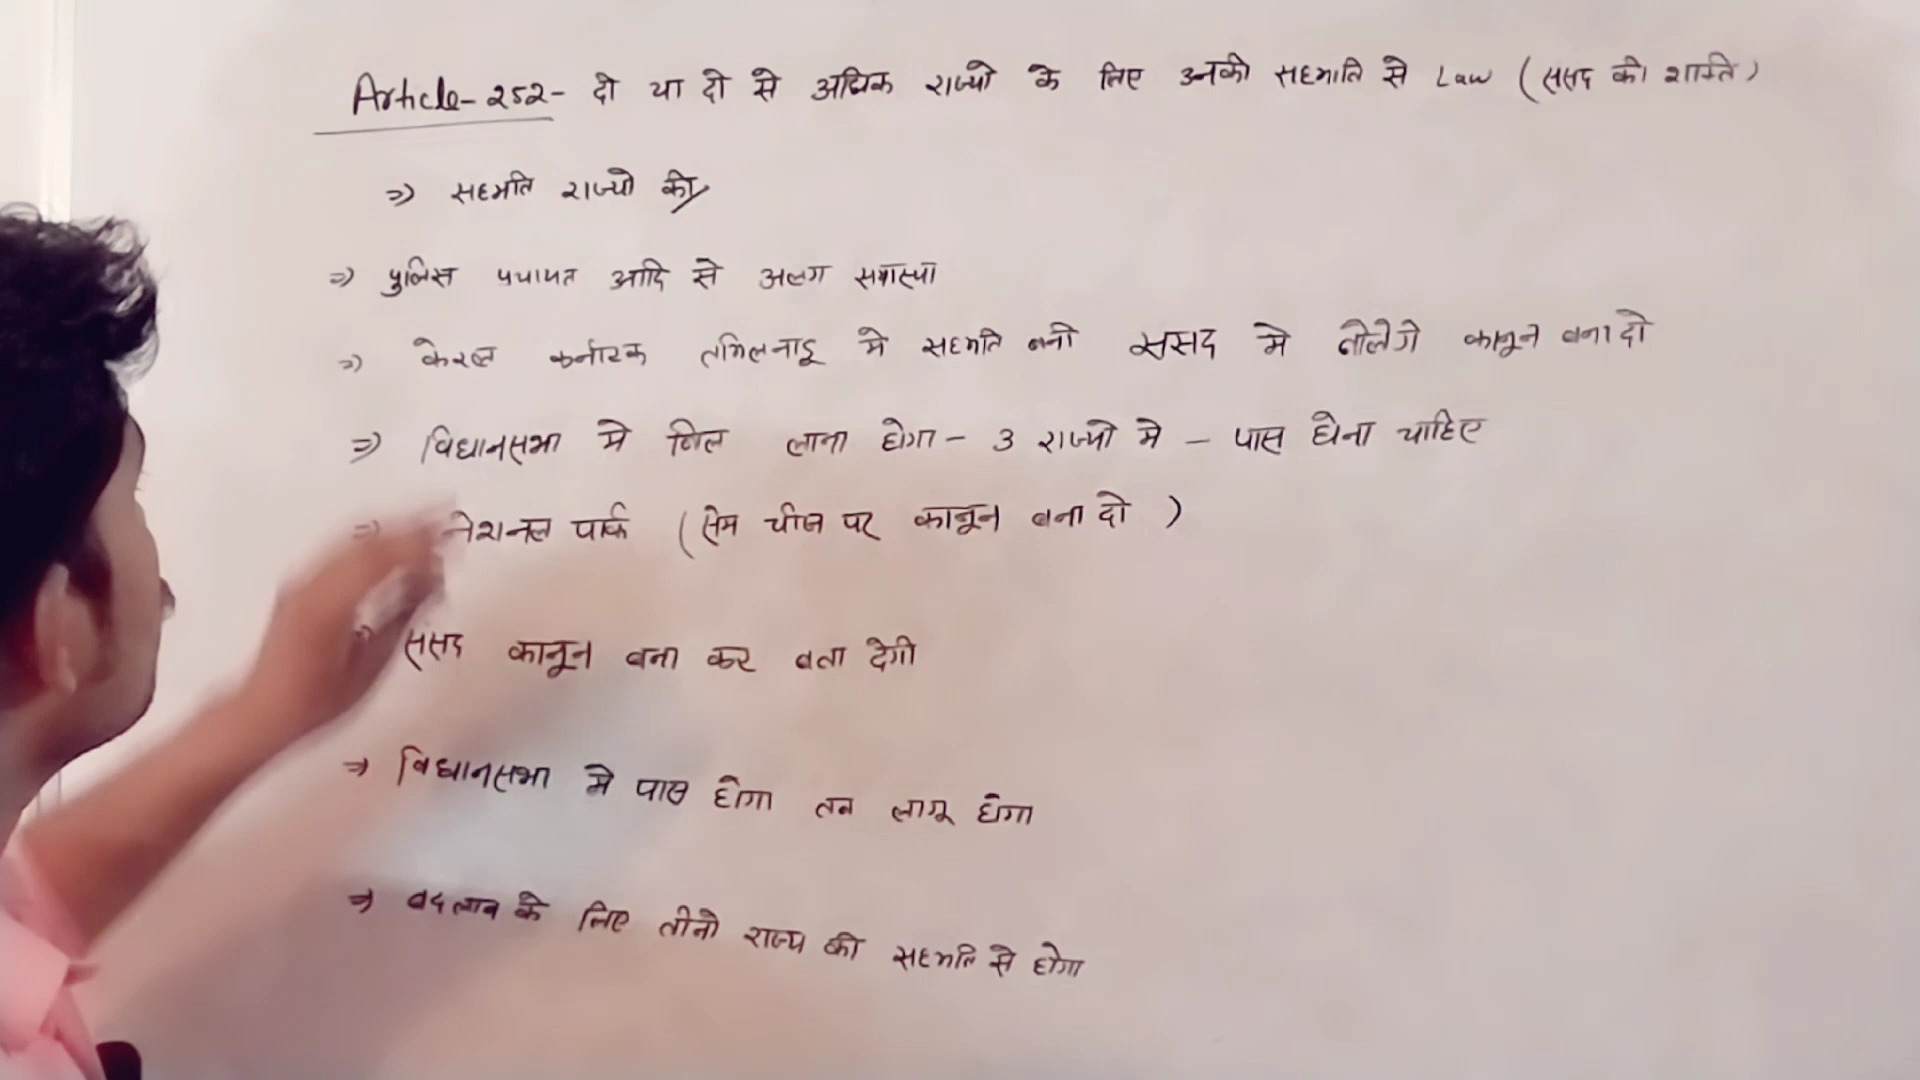 Article-252- दो या दो से अधिक राज्यो के लिए उनकी सहमति से Law (संसद की शक्ति)
⇒ सहमति राज्यो की
⇒ पुलिस पंचायत आदि से अलग समस्या
⇒ केरल कर्नाटक तमिलनाडू मे सहमति बनी संसद मे बोलेगे कानून बना दो
⇒ विधानसभा मे बिल लाना होगा - 3 राज्यो मे - पास होना चाहिए
⇒ नेशनल पार्क (सेम चीज पर कानून बना दो )
संसद कानून बना कर बता देगी
⇒ विधानसभा मे पास होगा तब लागू होगा
⇒ बदलाव के लिए तीनो राज्य की सहमति से होगा